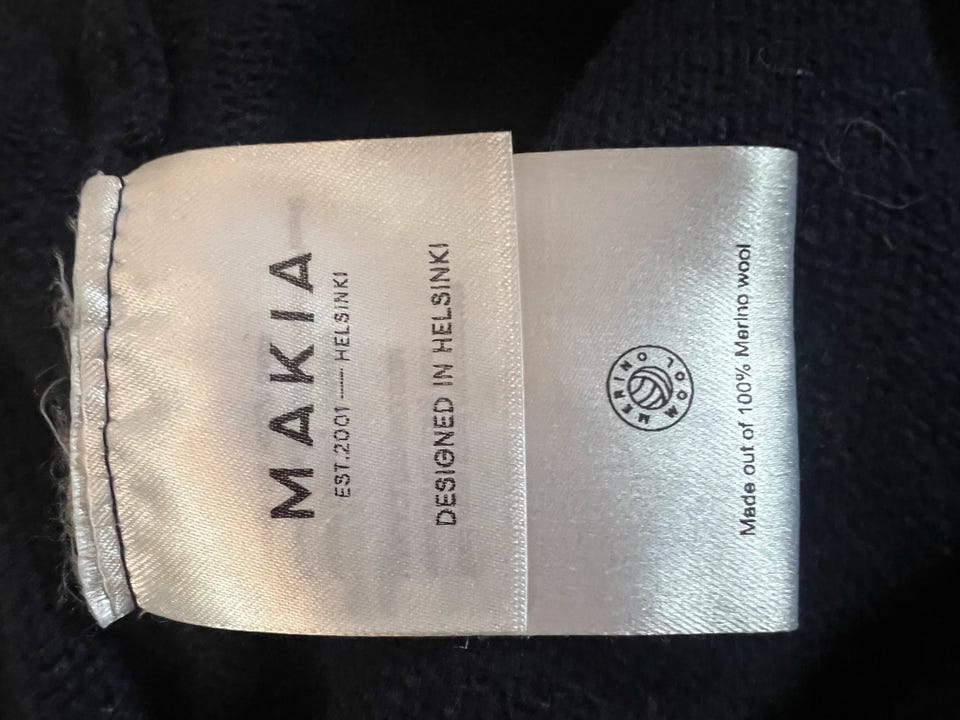 MAKIA
EST.2001 — HELSINKI
DESIGNED IN HELSINKI
MERINO WOOL
Made out of 100% Merino wool